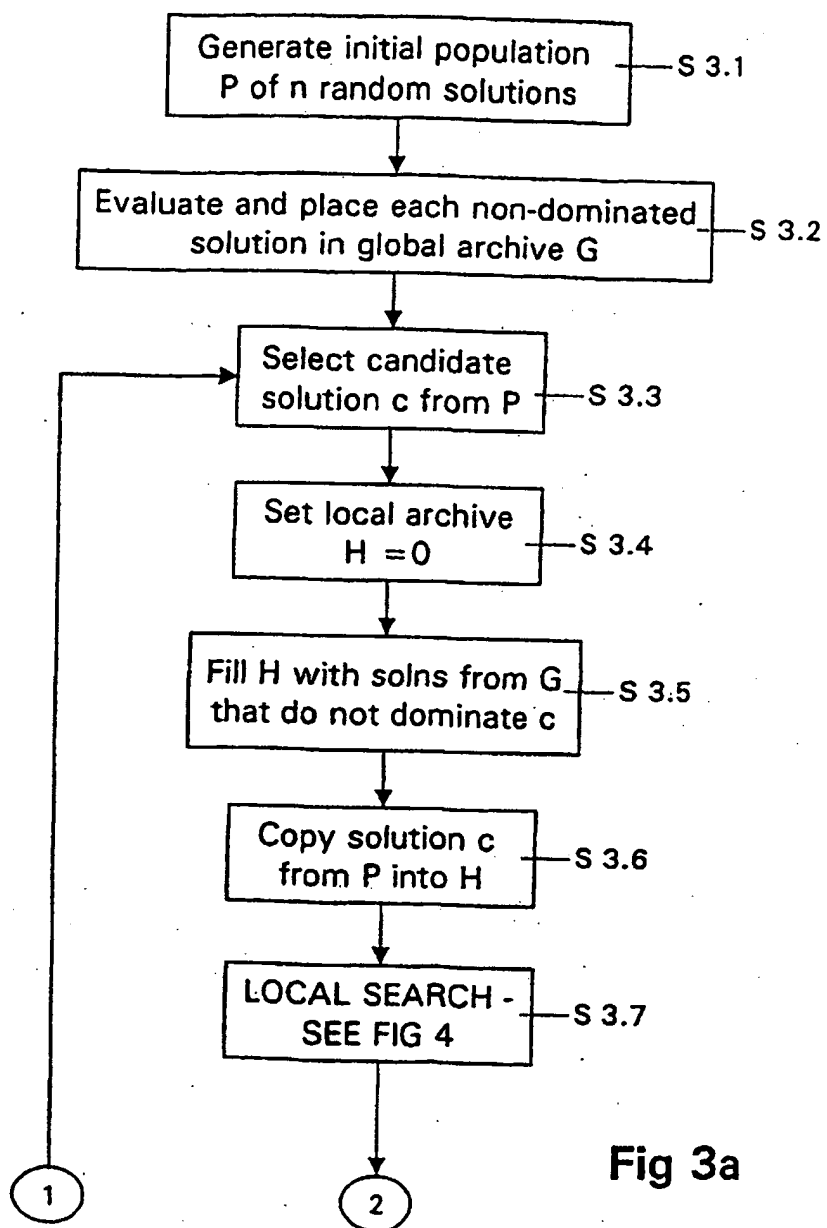 Generate initial population
P of n random solutions
S 3.1
Evaluate and place each non-dominated
solution in global archive G
S 3.2
Select candidate
solution c from P
S 3.3
Set local archive
H = 0
S 3.4
Fill H with solns from G
that do not dominate c
S 3.5
Copy solution c
from P into H
S 3.6
LOCAL SEARCH -
SEE FIG 4
S 3.7
1
2
Fig 3a